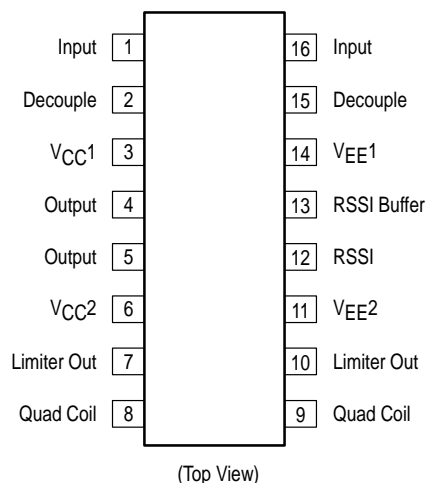 Input 1 16 Input
Decouple 2 15 Decouple
VCC1 3 14 VEE1
Output 4 13 RSSI Buffer
Output 5 12 RSSI
VCC2 6 11 VEE2
Limiter Out 7 10 Limiter Out
Quad Coil 8 9 Quad Coil
(Top View)